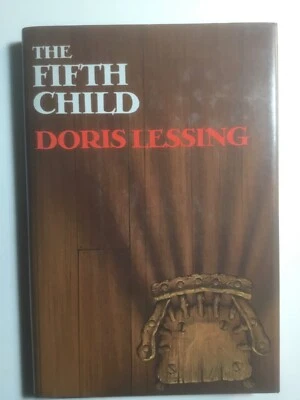 THE
FIFTH
CHILD
DORIS LESSING